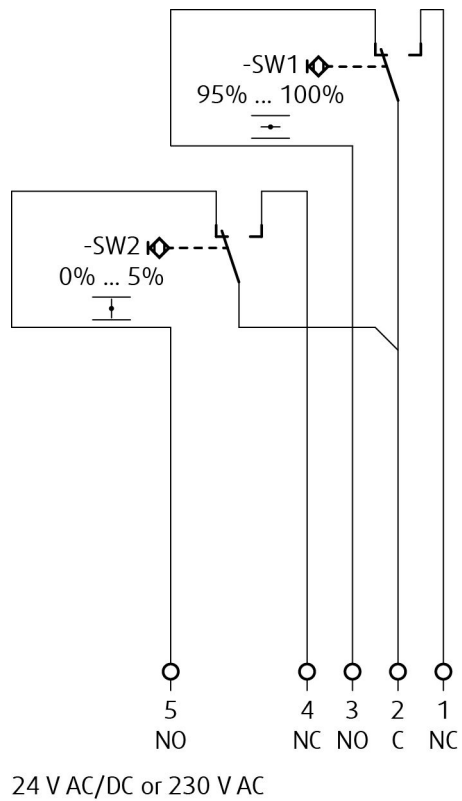 -SW1
95% ... 100%
-SW2
0% ... 5%
5 4 3 2 1
NO NC NO C NC
24 V AC/DC or 230 V AC